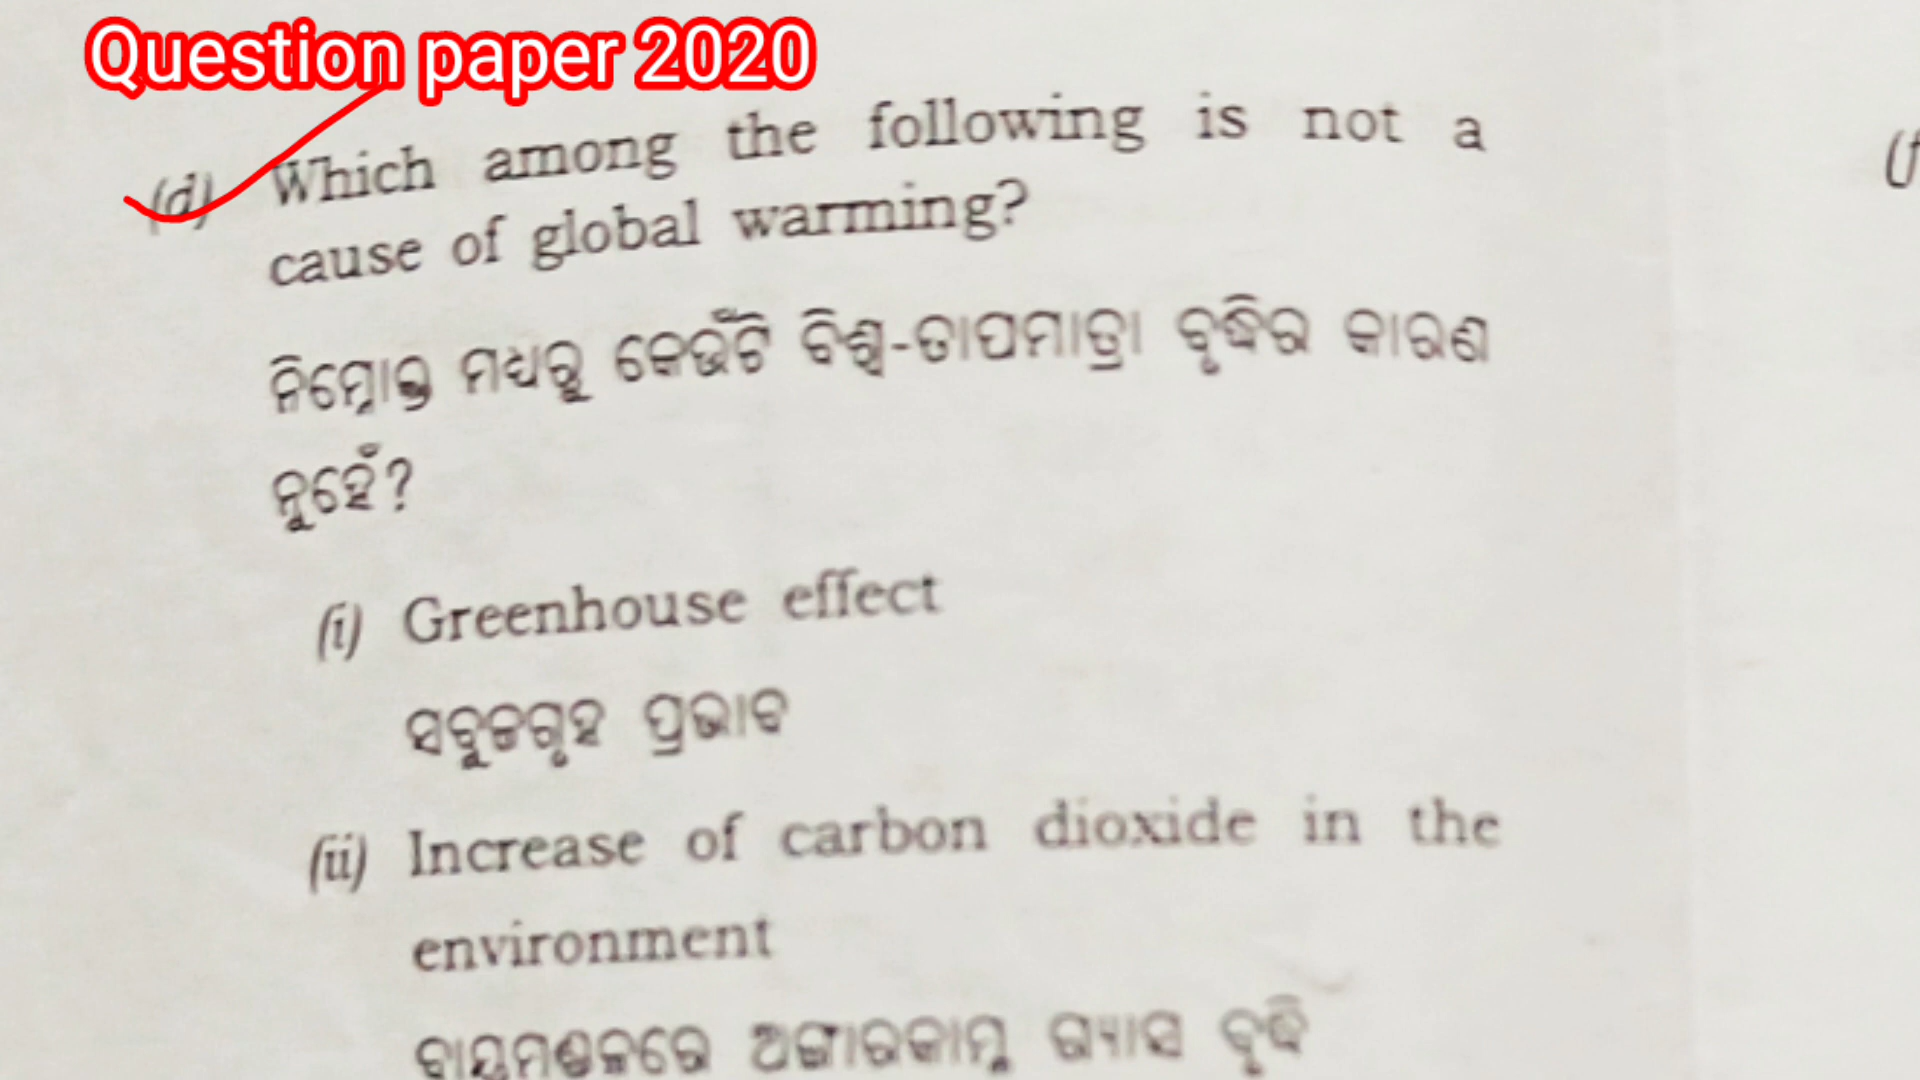 Question paper 2020
(d) Which among the following is not a
cause of global warming?
ନିମ୍ନୋକ୍ତ ମଧ୍ୟରୁ କେଉଁଟି ବିଶ୍ୱ-ତାପମାତ୍ରା ବୃଦ୍ଧିର କାରଣ
ନୁହେଁ?
(i) Greenhouse effect
ସବୁଜଗୃହ ପ୍ରଭାବ
(ii) Increase of carbon dioxide in the
environment
ବାୟୁମଣ୍ଡଳରେ ଅଙ୍ଗାରକାମ୍ଳ ଗ୍ୟାସ ବୃଦ୍ଧି